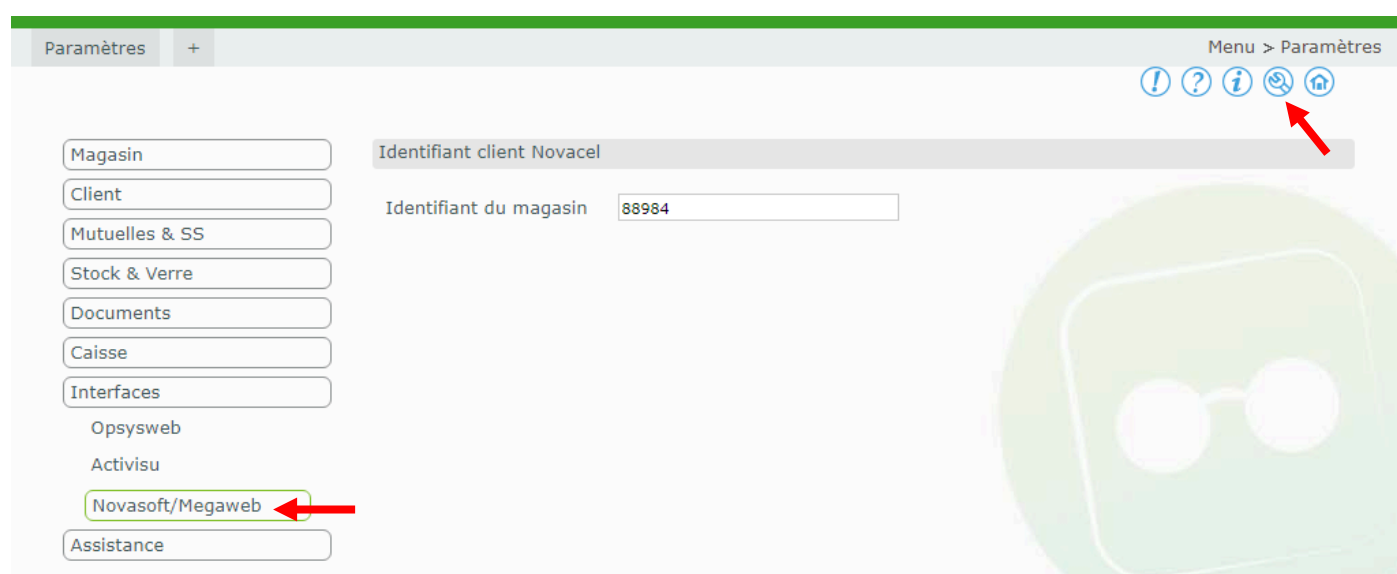 Paramètres +
Menu > Paramètres
! ? i
Magasin
Client
Mutuelles & SS
Stock & Verre
Documents
Caisse
Interfaces
Opsysweb
Activisu
Novasoft/Megaweb
Assistance
Identifiant client Novacel
Identifiant du magasin 88984